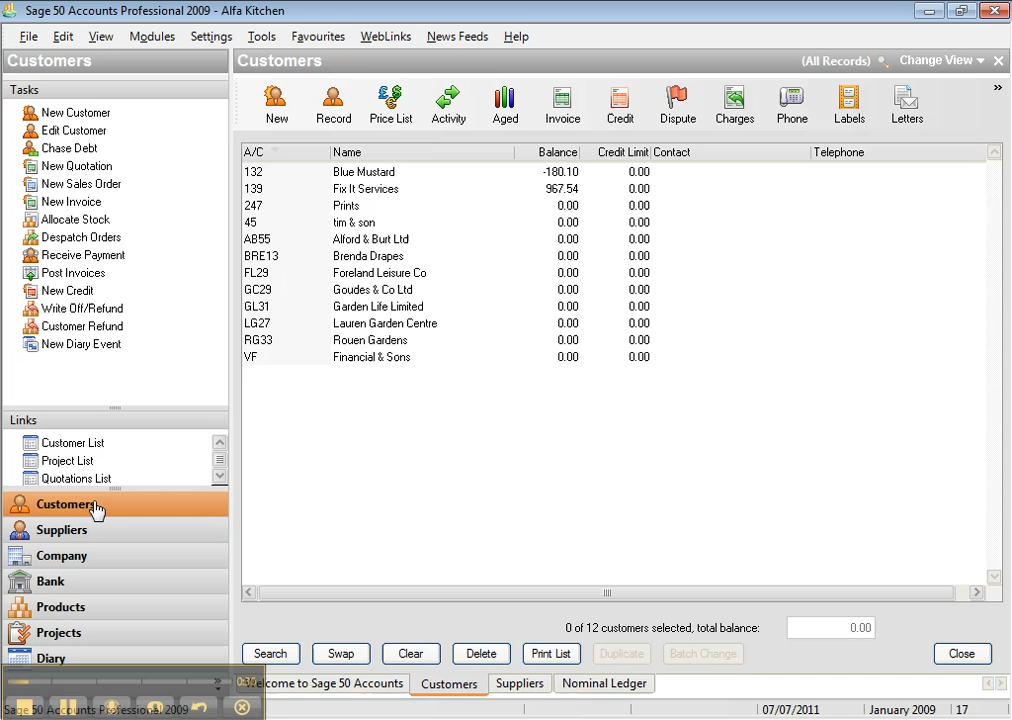 Sage 50 Accounts Professional 2009 - Alfa Kitchen
File Edit View Modules Settings Tools Favourites WebLinks News Feeds Help
Customers
Customers (All Records) Change View
Tasks
New Customer
Edit Customer
Chase Debt
New Quotation
New Sales Order
New Invoice
Allocate Stock
Despatch Orders
Receive Payment
Post Invoices
New Credit
Write Off/Refund
Customer Refund
New Diary Event
Links
Customer List
Project List
Quotations List
Customers
Suppliers
Company
Bank
Products
Projects
Diary
New Record Price List Activity Aged Invoice Credit Dispute Charges Phone Labels Letters »
A/C Name Balance Credit Limit Contact Telephone
132 Blue Mustard -180.10 0.00
139 Fix It Services 967.54 0.00
247 Prints 0.00 0.00
45 tim & son 0.00 0.00
AB55 Alford & Burt Ltd 0.00 0.00
BRE13 Brenda Drapes 0.00 0.00
FL29 Foreland Leisure Co 0.00 0.00
GC29 Goudes & Co Ltd 0.00 0.00
GL31 Garden Life Limited 0.00 0.00
LG27 Lauren Garden Centre 0.00 0.00
RG33 Rouen Gardens 0.00 0.00
VF Financial & Sons 0.00 0.00
0 of 12 customers selected, total balance: 0.00
Search Swap Clear Delete Print List Duplicate Batch Change Close
elcome to Sage 50 Accounts Customers Suppliers Nominal Ledger
Sage 50 Accounts Professional 2009 07/07/2011 January 2009 17